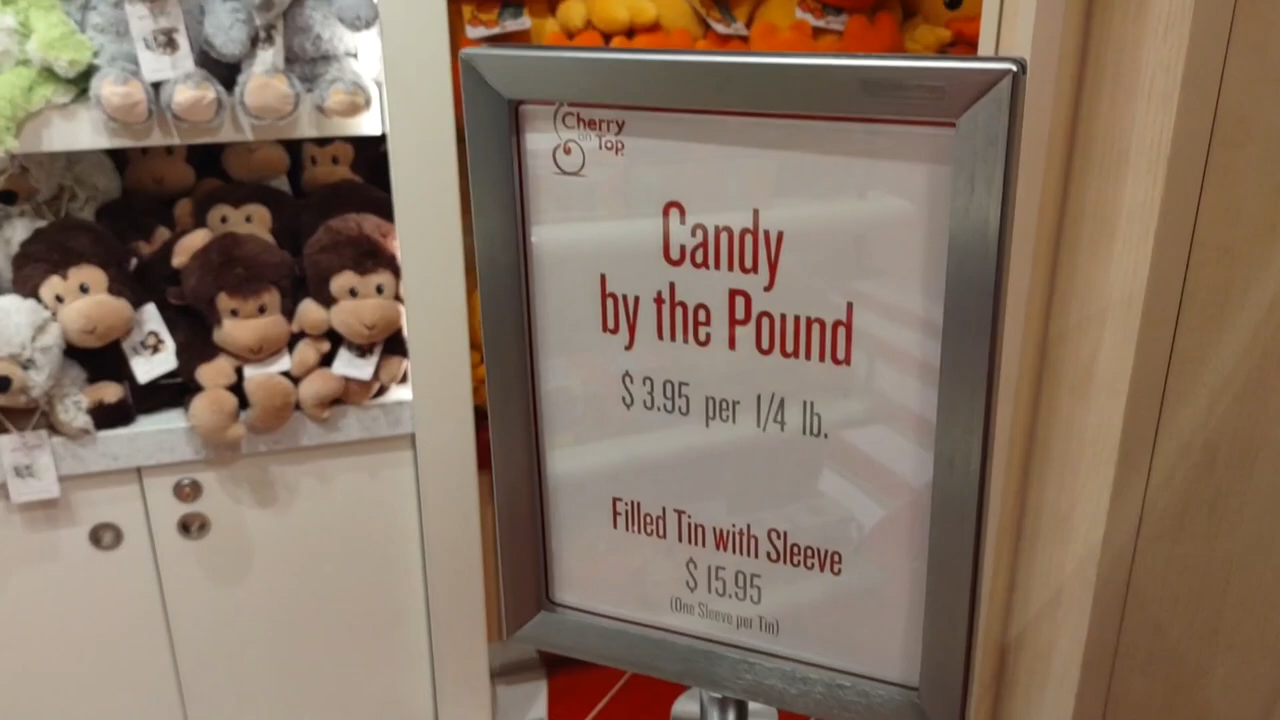 Cherry
on
Top
Candy
by the Pound
$3.95 per 1/4 lb.
Filled Tin with Sleeve
$15.95
(One Sleeve per Tin)